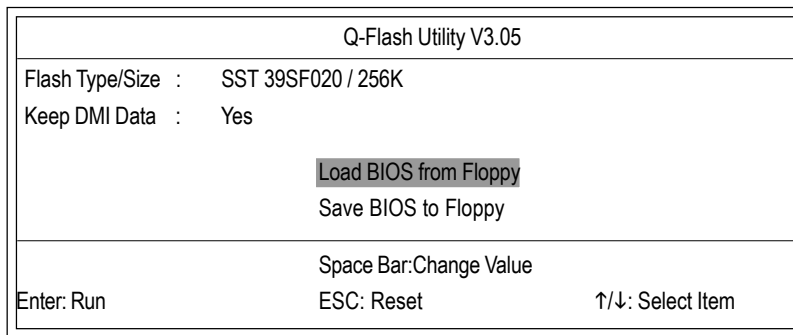 Q-Flash Utility V3.05
Flash Type/Size : SST 39SF020 / 256K
Keep DMI Data : Yes
Load BIOS from Floppy
Save BIOS to Floppy
Space Bar:Change Value
Enter: Run ESC: Reset ↑/↓: Select Item